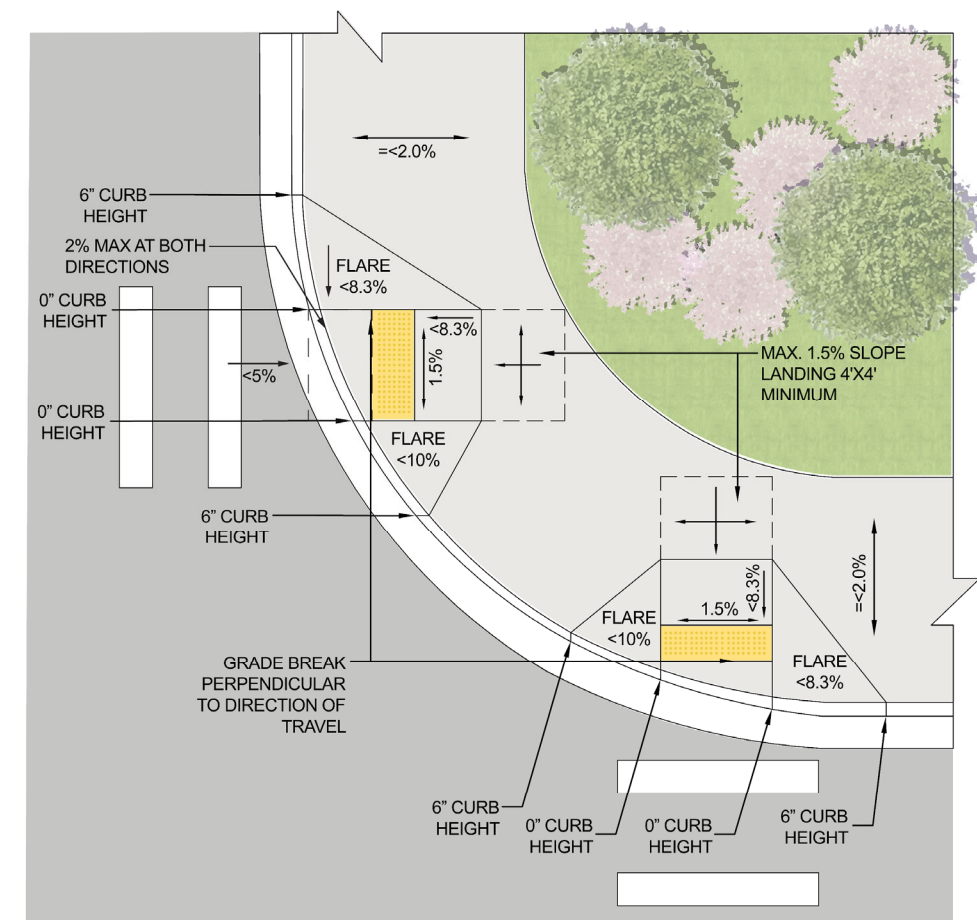 =<2.0%
6” CURB
HEIGHT
2% MAX AT BOTH
DIRECTIONS
FLARE
<8.3%
0” CURB
HEIGHT
<8.3%
1.5%
<5%
MAX. 1.5% SLOPE
LANDING 4'X4'
MINIMUM
0” CURB
HEIGHT
FLARE
<10%
6” CURB
HEIGHT
=<2.0%
<8.3%
1.5%
FLARE
<10%
FLARE
<8.3%
GRADE BREAK
PERPENDICULAR
TO DIRECTION OF
TRAVEL
6” CURB
HEIGHT
0” CURB
HEIGHT
0” CURB
HEIGHT
6” CURB
HEIGHT